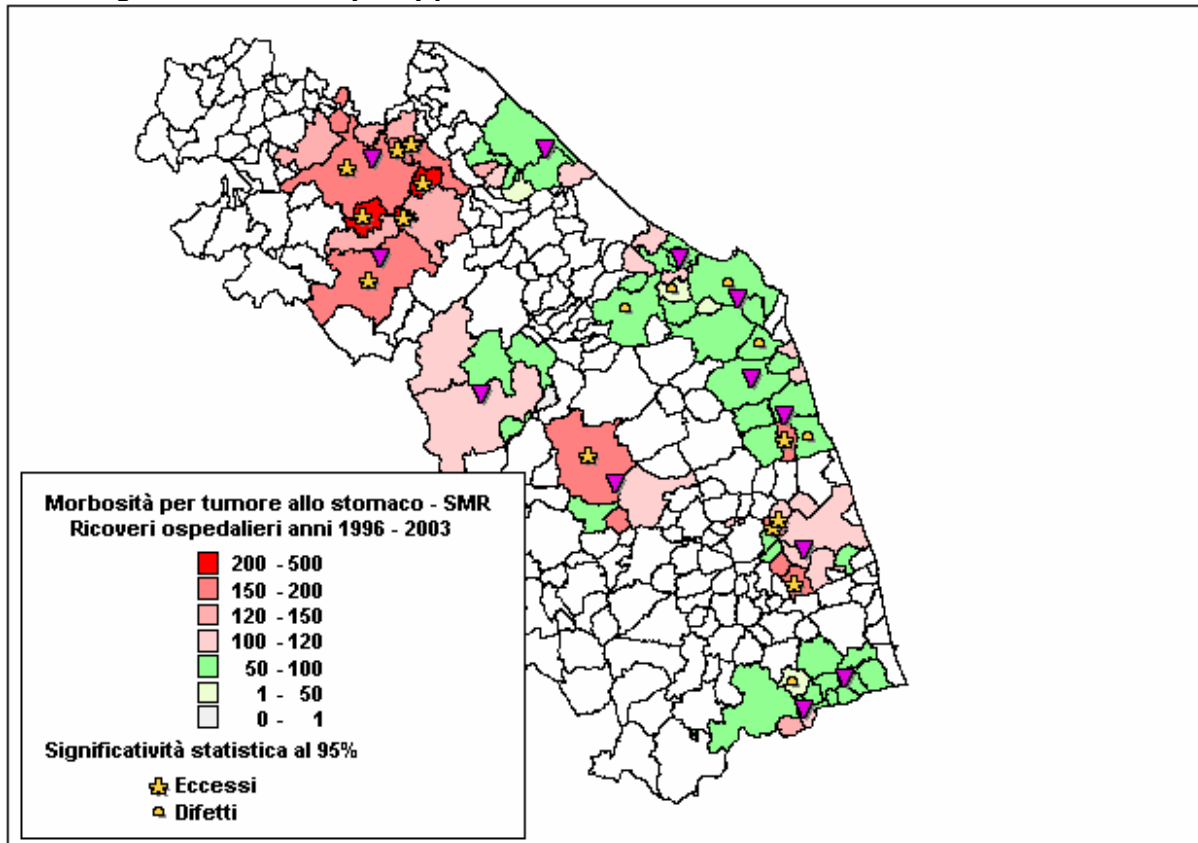 Morbosità per tumore allo stomaco - SMR
Ricoveri ospedalieri anni 1996 - 2003
200 - 500
150 - 200
120 - 150
100 - 120
50 - 100
1 - 50
0 - 1
Significatività statistica al 95%
Eccessi
Difetti